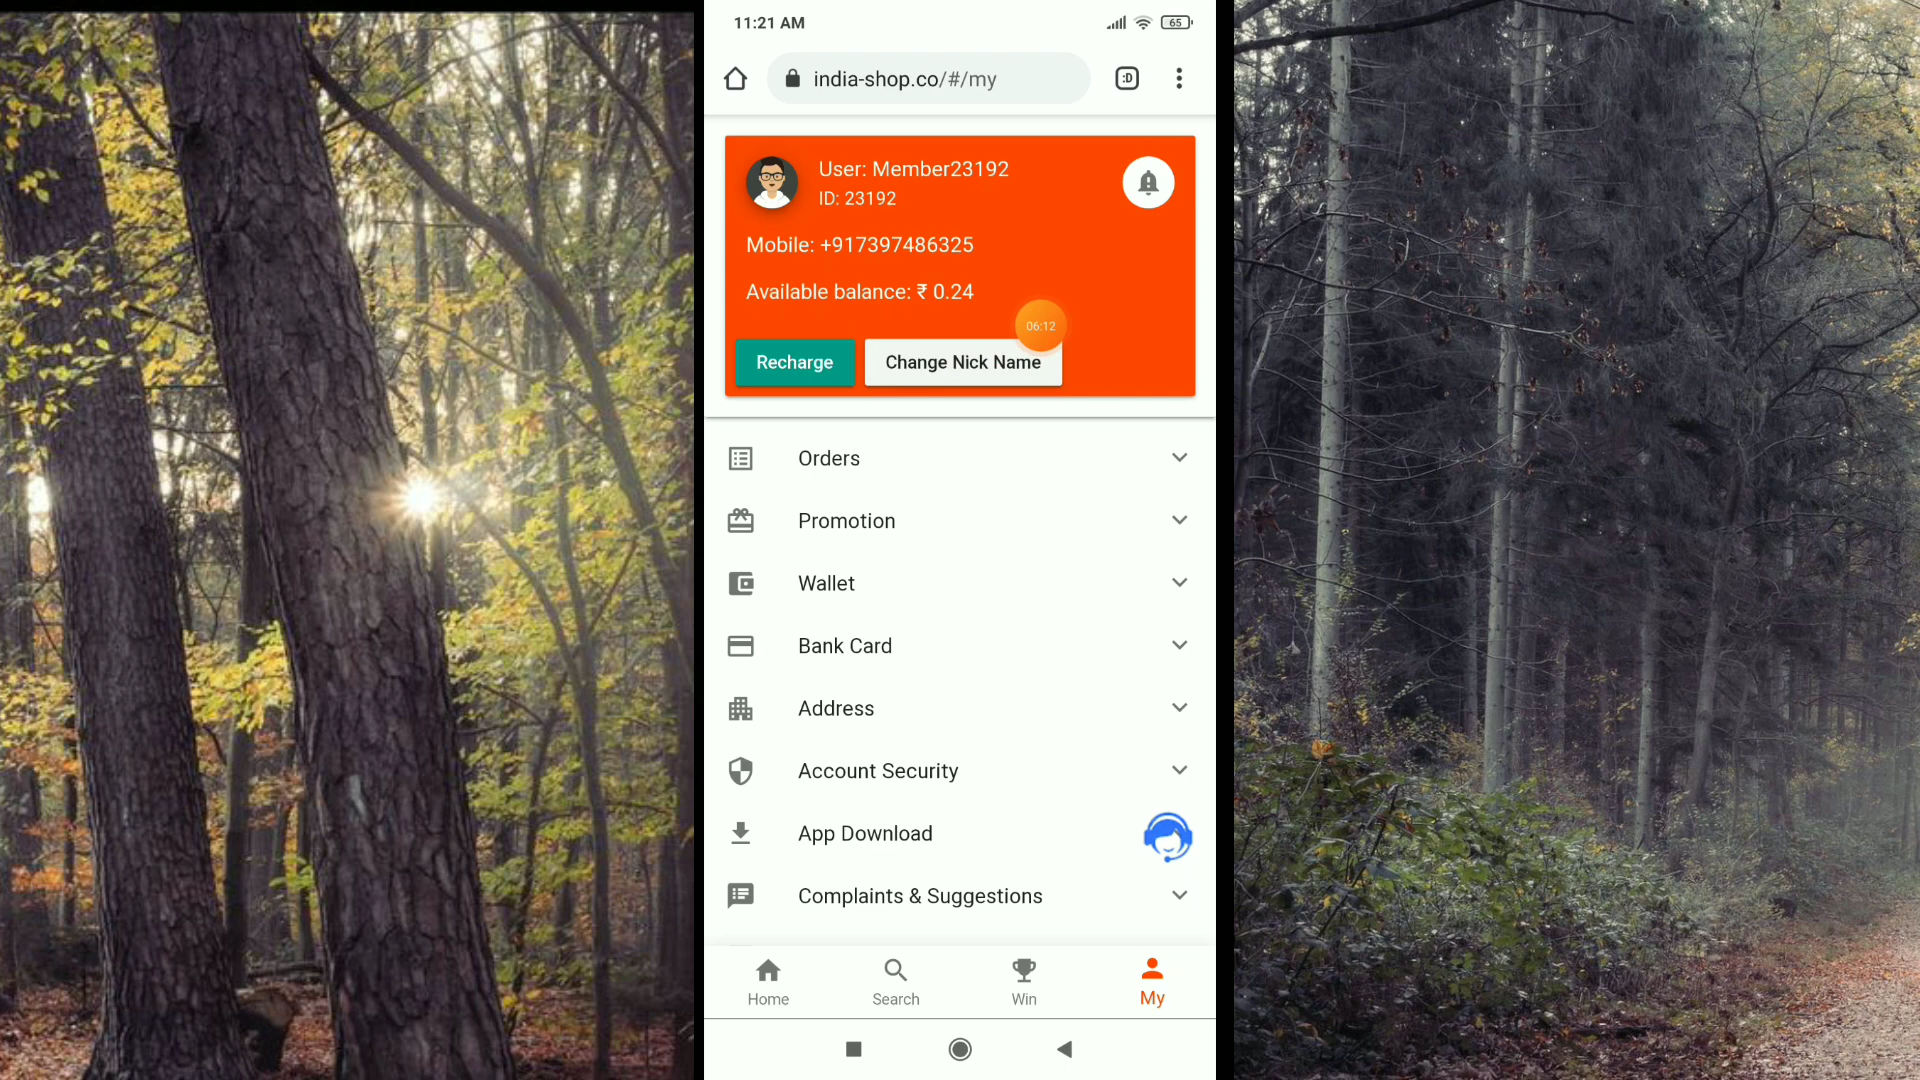 11:21 AM
65
india-shop.co/#/my
:D
User: Member23192
ID: 23192
Mobile: +917397486325
Available balance: ₹ 0.24
06:12
Recharge
Change Nick Name
Orders
Promotion
Wallet
Bank Card
Address
Account Security
App Download
Complaints & Suggestions
Home
Search
Win
My